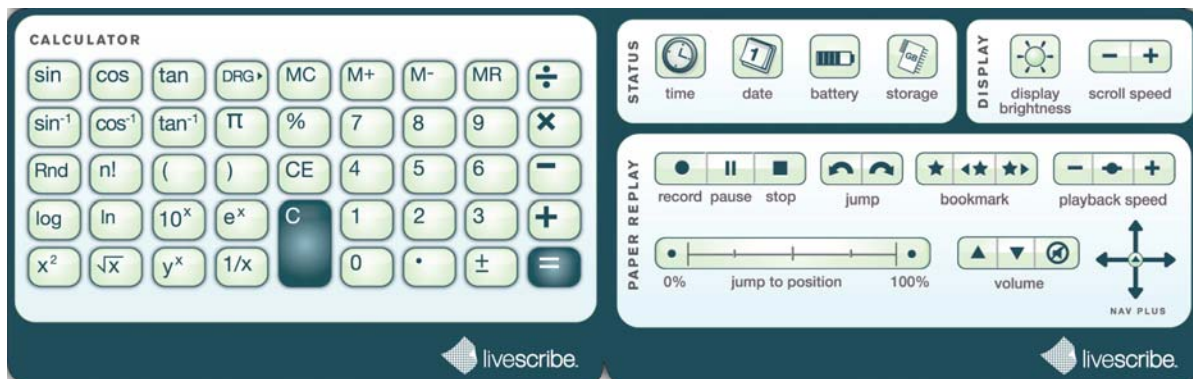 CALCULATOR
sin cos tan DRG▸ MC M+ M- MR ÷
sin⁻¹ cos⁻¹ tan⁻¹ π % 7 8 9 ×
Rnd n! ( ) CE 4 5 6 −
log ln 10ˣ eˣ C 1 2 3 +
x² √x yˣ 1/x 0 . ± =
livescribe.
STATUS
1 GB
time date battery storage
DISPLAY
− +
display brightness
scroll speed
PAPER REPLAY
− +
record pause stop jump bookmark playback speed
0% jump to position 100%
volume
NAV PLUS
livescribe.